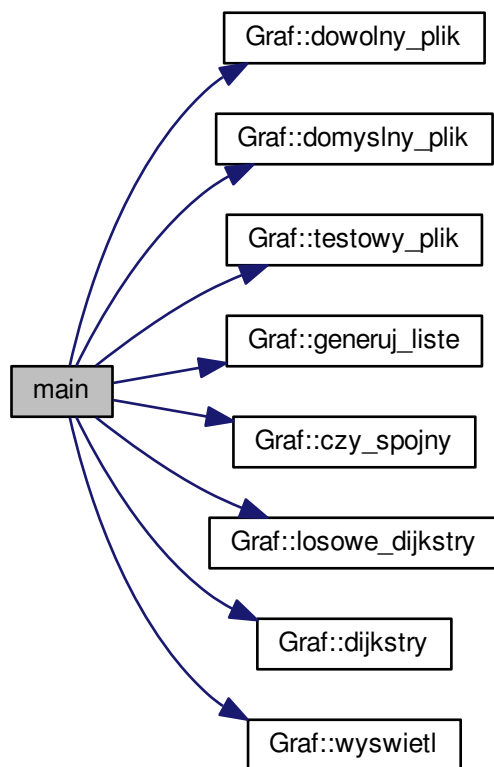 Graf::dowolny_plik
Graf::domyslny_plik
Graf::testowy_plik
Graf::generuj_liste
main
Graf::czy_spojny
Graf::losowe_dijkstry
Graf::dijkstry
Graf::wyswietl